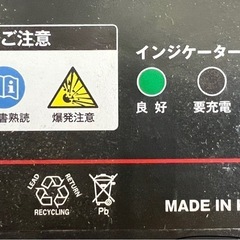 ご注意
インジケーター
書熟読
爆発注意
良好
要充電
LEAD
RETURN
RECYCLING
Pb
MADE IN